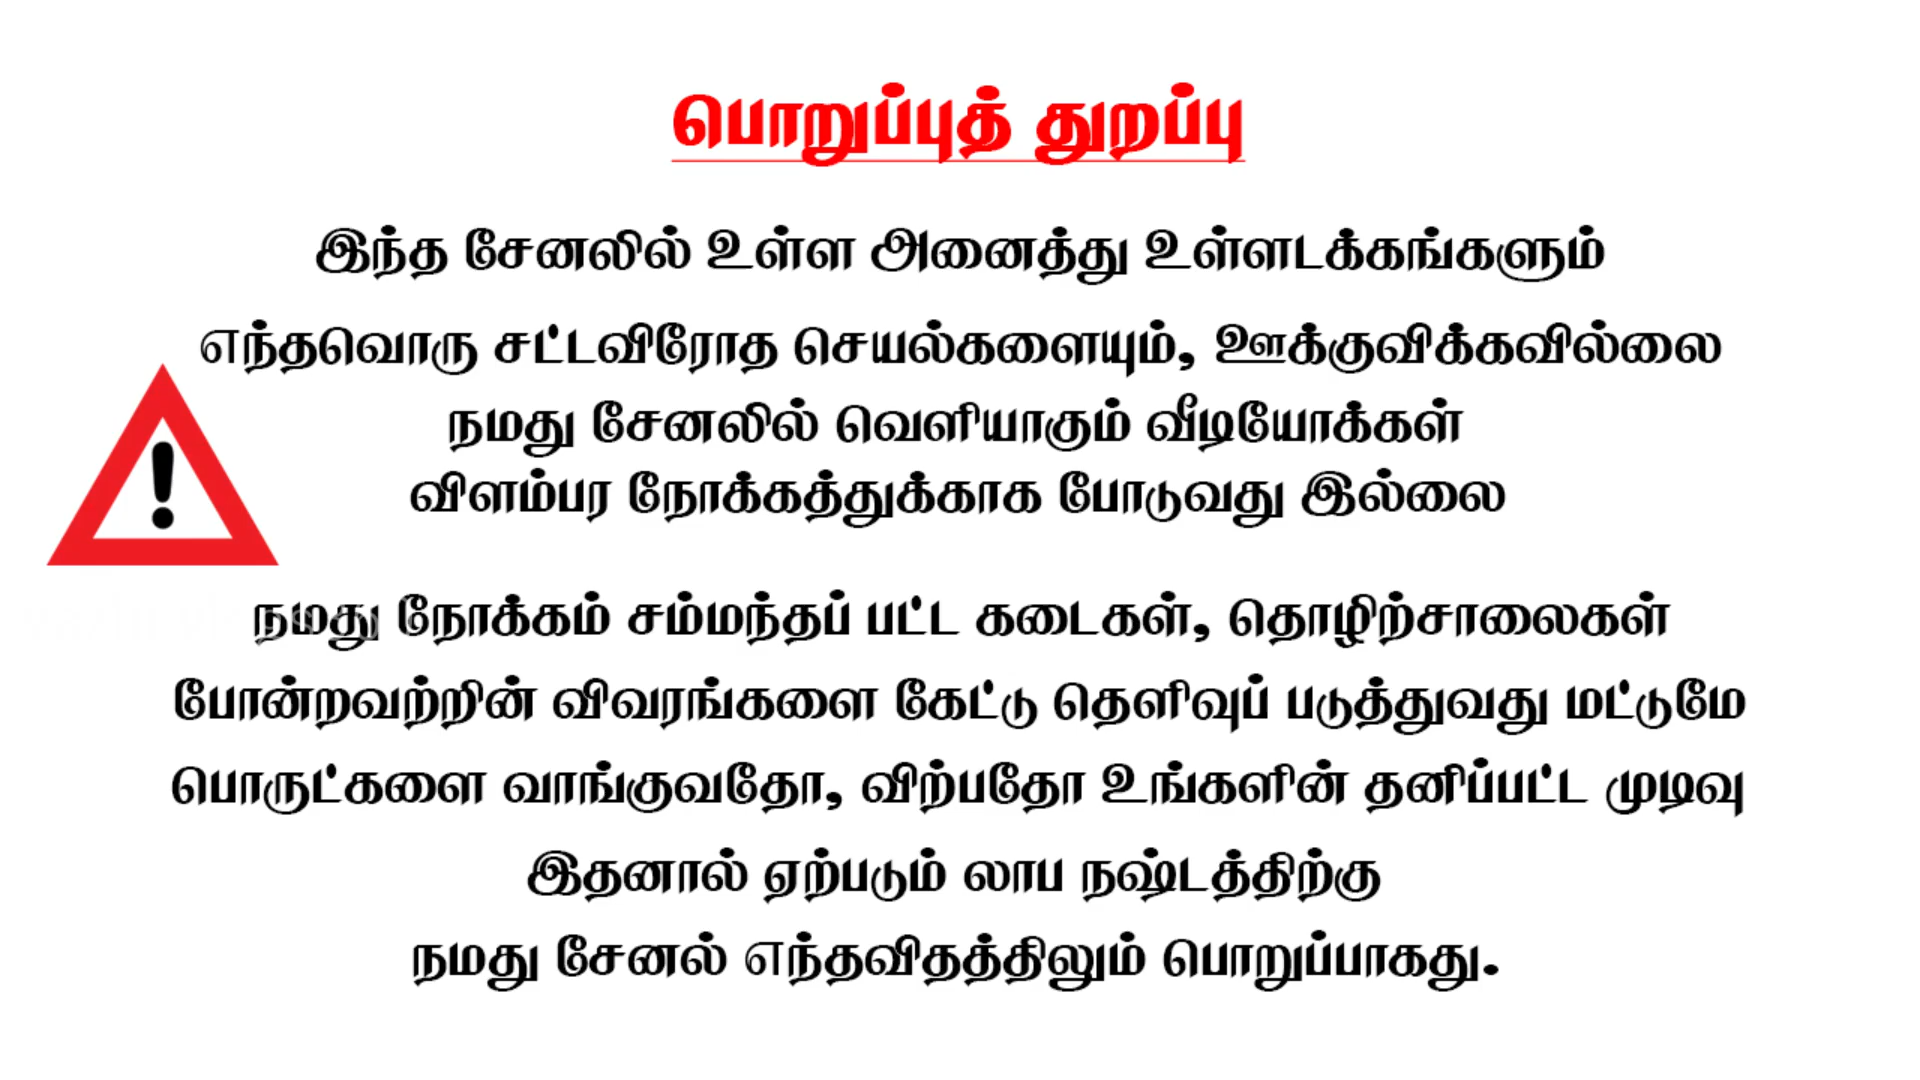 பொறுப்புத் துறப்பு
இந்த சேனலில் உள்ள அனைத்து உள்ளடக்கங்களும்
எந்தவொரு சட்டவிரோத செயல்களையும், ஊக்குவிக்கவில்லை
நமது சேனலில் வெளியாகும் வீடியோக்கள்
விளம்பர நோக்கத்துக்காக போடுவது இல்லை
நமது நோக்கம் சம்மந்தப் பட்ட கடைகள், தொழிற்சாலைகள்
போன்றவற்றின் விவரங்களை கேட்டு தெளிவுப் படுத்துவது மட்டுமே
பொருட்களை வாங்குவதோ, விற்பதோ உங்களின் தனிப்பட்ட முடிவு
இதனால் ஏற்படும் லாப நஷ்டத்திற்கு
நமது சேனல் எந்தவிதத்திலும் பொறுப்பாகது.